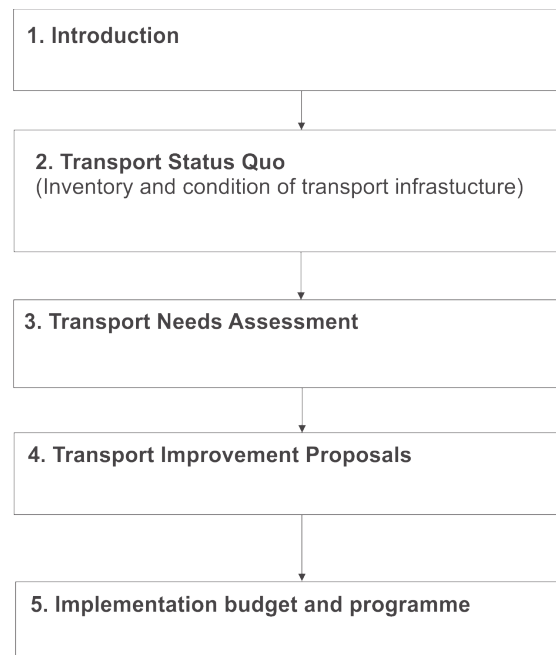 1. Introduction
2. Transport Status Quo
(Inventory and condition of transport infrastucture)
3. Transport Needs Assessment
4. Transport Improvement Proposals
5. Implementation budget and programme